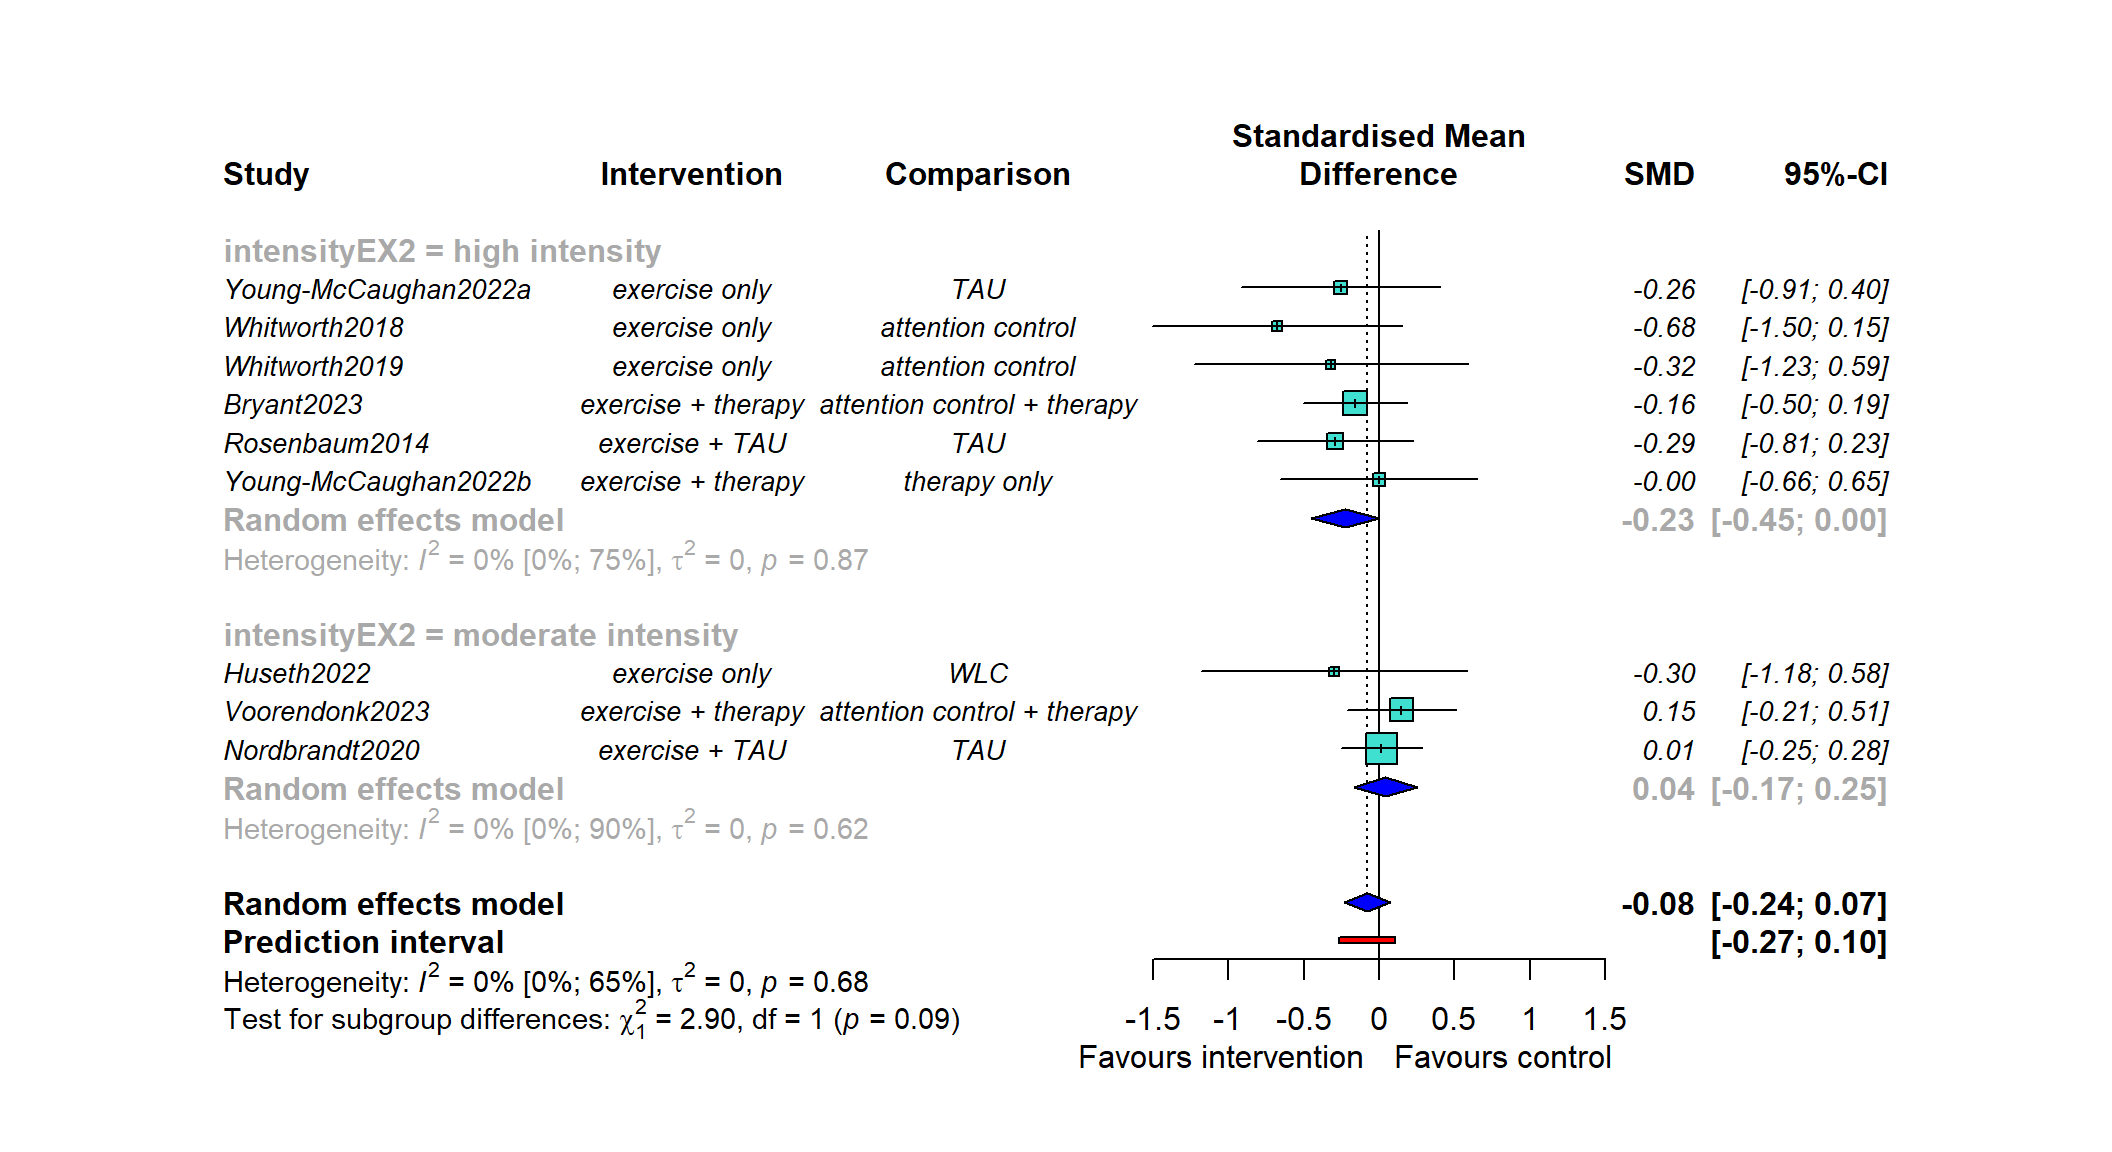 Standardised Mean
Study Intervention Comparison Difference SMD 95%-CI
intensityEX2 = high intensity
Young-McCaughan2022a exercise only TAU -0.26 [-0.91; 0.40]
Whitworth2018 exercise only attention control -0.68 [-1.50; 0.15]
Whitworth2019 exercise only attention control -0.32 [-1.23; 0.59]
Bryant2023 exercise + therapy attention control + therapy -0.16 [-0.50; 0.19]
Rosenbaum2014 exercise + TAU TAU -0.29 [-0.81; 0.23]
Young-McCaughan2022b exercise + therapy therapy only -0.00 [-0.66; 0.65]
Random effects model -0.23 [-0.45; 0.00]
Heterogeneity: I² = 0% [0%; 75%], τ² = 0, p = 0.87
intensityEX2 = moderate intensity
Huseth2022 exercise only WLC -0.30 [-1.18; 0.58]
Voorendonk2023 exercise + therapy attention control + therapy 0.15 [-0.21; 0.51]
Nordbrandt2020 exercise + TAU TAU 0.01 [-0.25; 0.28]
Random effects model 0.04 [-0.17; 0.25]
Heterogeneity: I² = 0% [0%; 90%], τ² = 0, p = 0.62
Random effects model -0.08 [-0.24; 0.07]
Prediction interval [-0.27; 0.10]
Heterogeneity: I² = 0% [0%; 65%], τ² = 0, p = 0.68
Test for subgroup differences: χ²₁ = 2.90, df = 1 (p = 0.09)
-1.5 -1 -0.5 0 0.5 1 1.5
Favours intervention Favours control